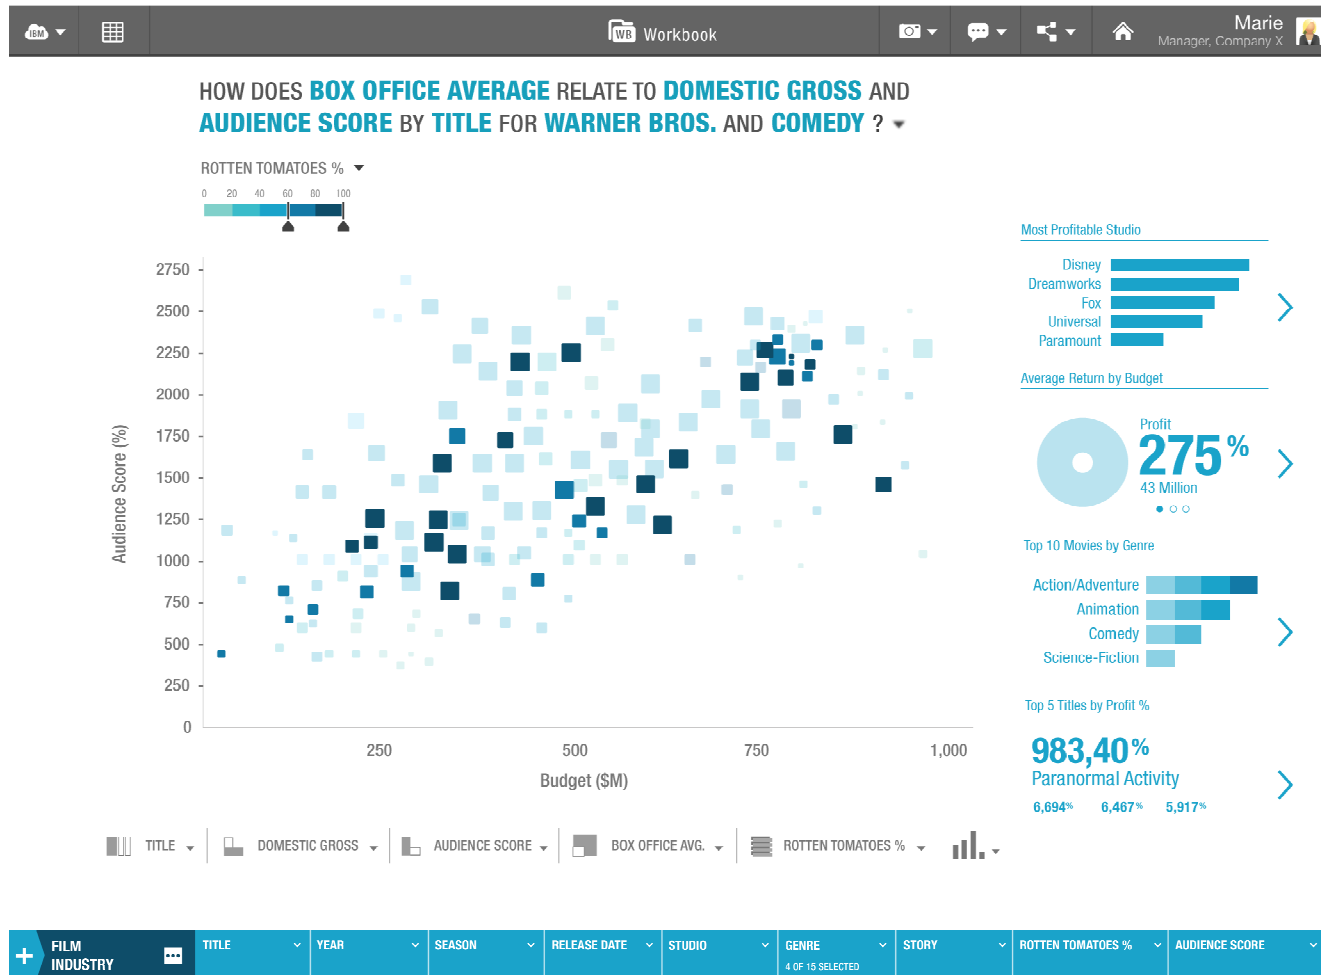 IBM
WB Workbook
Marie
Manager, Company X
HOW DOES BOX OFFICE AVERAGE RELATE TO DOMESTIC GROSS AND
AUDIENCE SCORE BY TITLE FOR WARNER BROS. AND COMEDY ?
ROTTEN TOMATOES %
0 20 40 60 80 100
2750
2500
2250
2000
1750
1500
1250
1000
750
500
250
0
Audience Score (%)
250 500 750 1,000
Budget ($M)
Most Profitable Studio
Disney
Dreamworks
Fox
Universal
Paramount
Average Return by Budget
Profit
275%
43 Million
Top 10 Movies by Genre
Action/Adventure
Animation
Comedy
Science-Fiction
Top 5 Titles by Profit %
983,40%
Paranormal Activity
6,694% 6,467% 5,917%
TITLE DOMESTIC GROSS AUDIENCE SCORE BOX OFFICE AVG. ROTTEN TOMATOES %
FILM
INDUSTRY
TITLE YEAR SEASON RELEASE DATE STUDIO GENRE STORY ROTTEN TOMATOES % AUDIENCE SCORE
4 OF 15 SELECTED